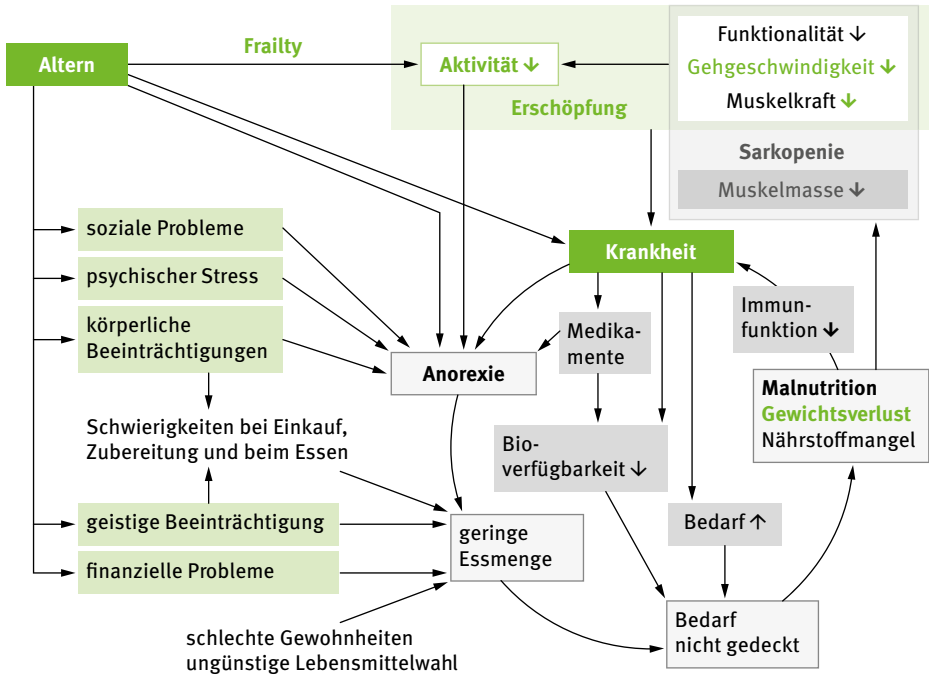 Altern
Frailty
Aktivität ↓
Funktionalität ↓
Gehgeschwindigkeit ↓
Muskelkraft ↓
Erschöpfung
Sarkopenie
Muskelmasse ↓
soziale Probleme
psychischer Stress
körperliche
Beeinträchtigungen
Krankheit
Immun-
funktion ↓
Medika-
mente
Anorexie
Malnutrition
Gewichtsverlust
Nährstoffmangel
Schwierigkeiten bei Einkauf,
Zubereitung und beim Essen
Bio-
verfügbarkeit ↓
geistige Beeinträchtigung
geringe
Essmenge
Bedarf ↑
finanzielle Probleme
Bedarf
nicht gedeckt
schlechte Gewohnheiten
ungünstige Lebensmittelwahl